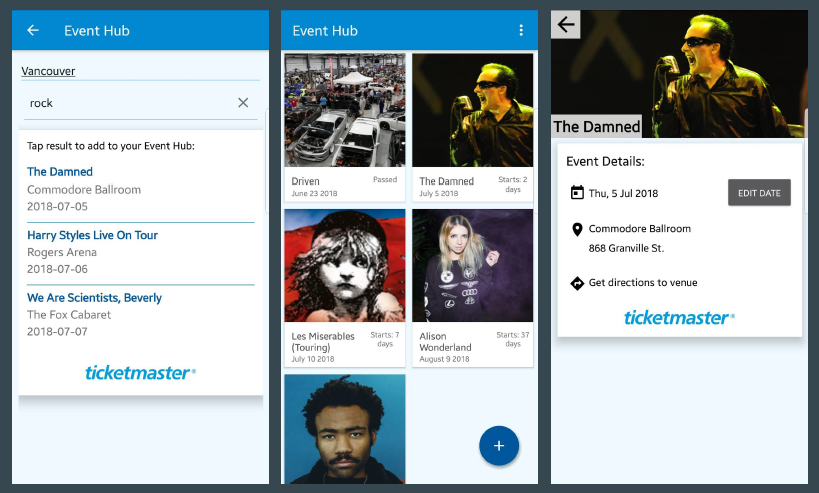 Event Hub
Vancouver
rock
Tap result to add to your Event Hub:
The Damned
Commodore Ballroom
2018-07-05
Harry Styles Live On Tour
Rogers Arena
2018-07-06
We Are Scientists, Beverly
The Fox Cabaret
2018-07-07
ticketmaster®
Event Hub
Driven
Passed
June 23 2018
The Damned
Starts: 2
days
July 5 2018
Les Miserables
(Touring)
Starts: 7
days
July 10 2018
Alison
Wonderland
Starts: 37
days
August 9 2018
+
The Damned
Event Details:
Thu, 5 Jul 2018
EDIT DATE
Commodore Ballroom
868 Granville St.
Get directions to venue
ticketmaster®